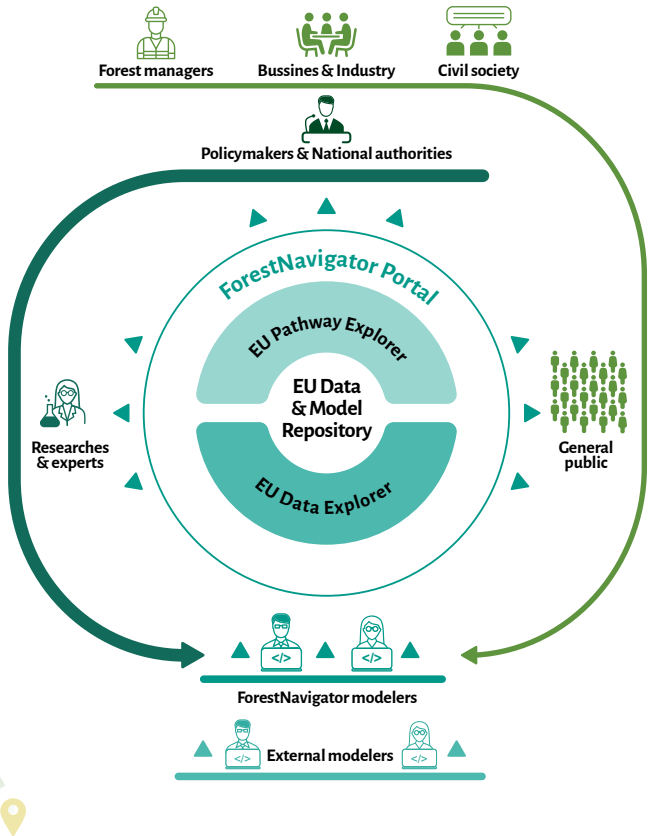 Forest managers
Bussines & Industry
Civil society
Policymakers & National authorities
ForestNavigator Portal
EU Pathway Explorer
EU Data
& Model
Repository
EU Data Explorer
Researches
& experts
General
public
</>
</>
ForestNavigator modelers
</>
External modelers
</>